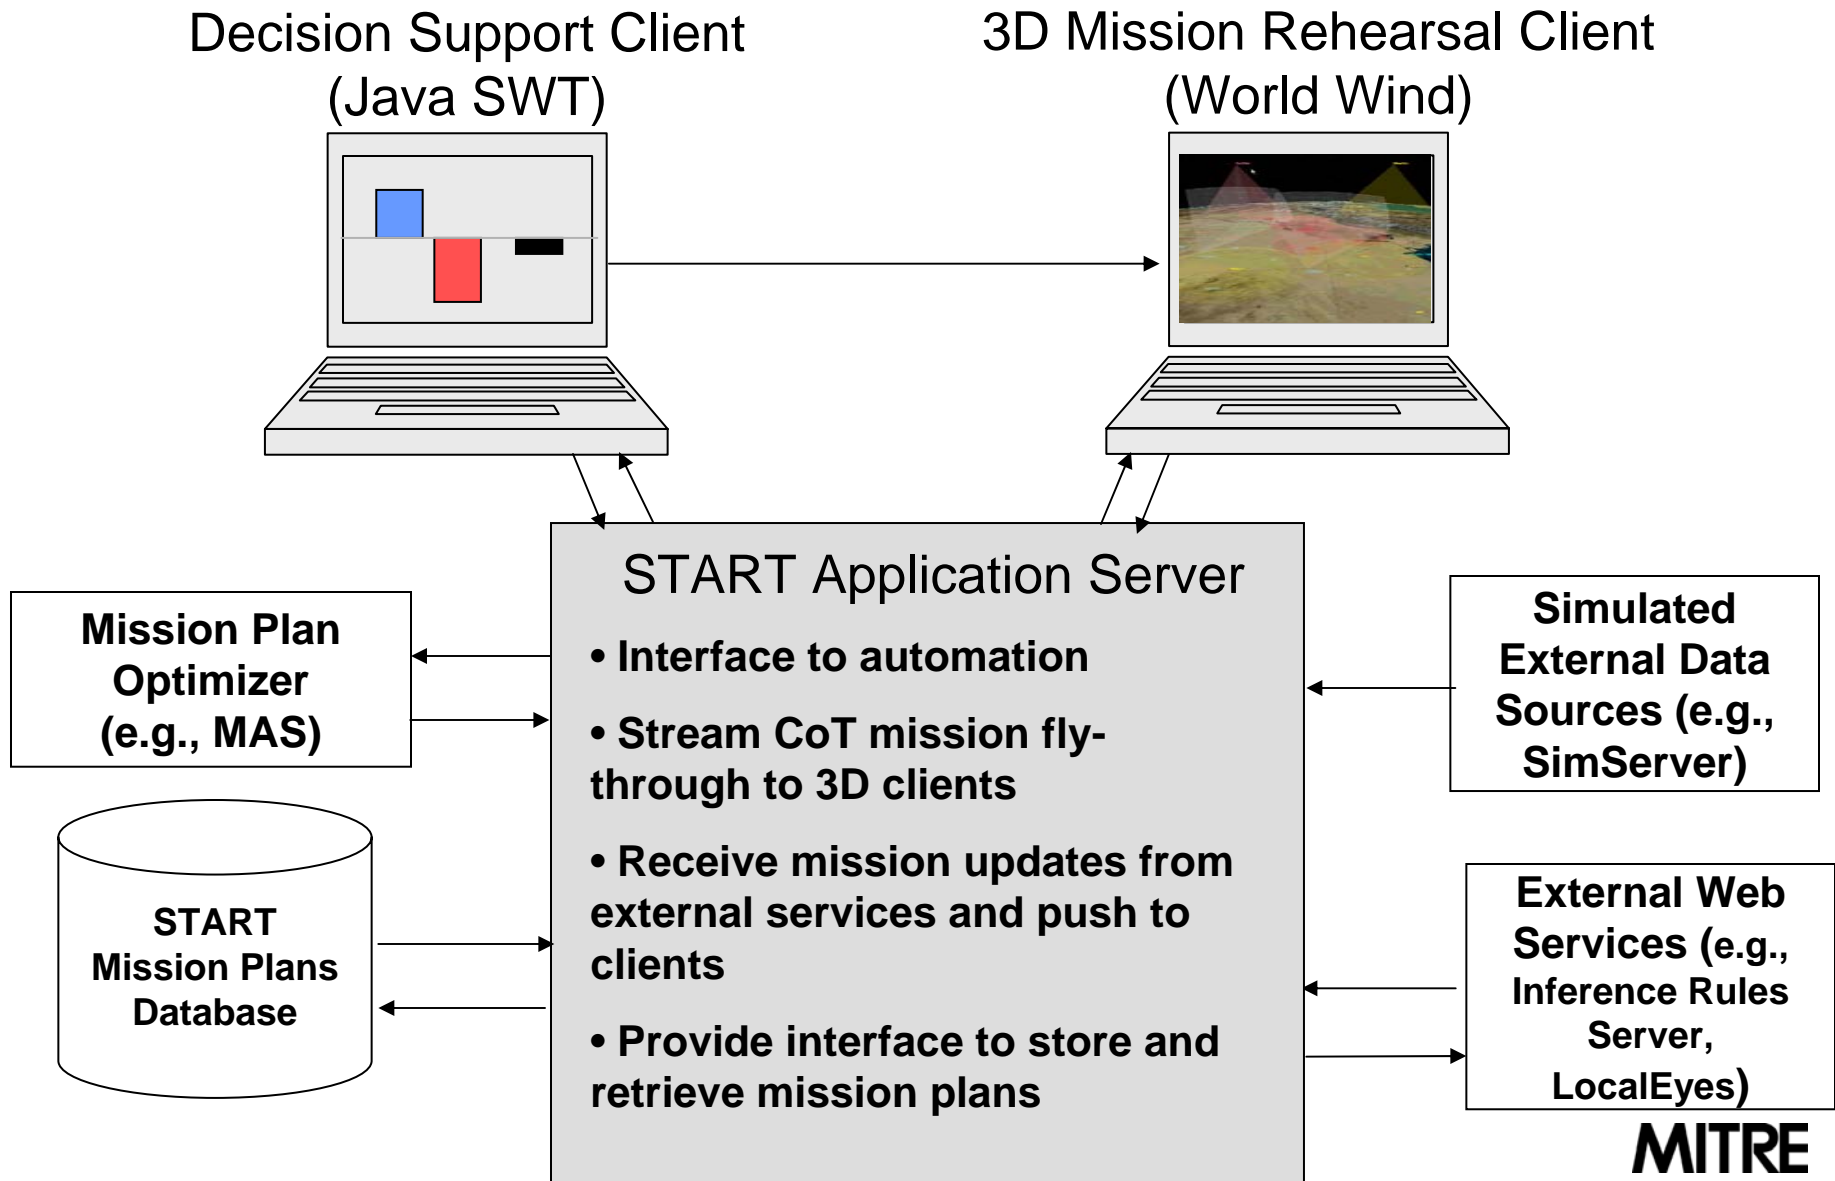 Decision Support Client
(Java SWT)
3D Mission Rehearsal Client
(World Wind)
START Application Server
• Interface to automation
• Stream CoT mission fly-
through to 3D clients
• Receive mission updates from
external services and push to
clients
• Provide interface to store and
retrieve mission plans
Mission Plan
Optimizer
(e.g., MAS)
START
Mission Plans
Database
Simulated
External Data
Sources (e.g.,
SimServer)
External Web
Services (e.g.,
Inference Rules
Server,
LocalEyes)
MITRE